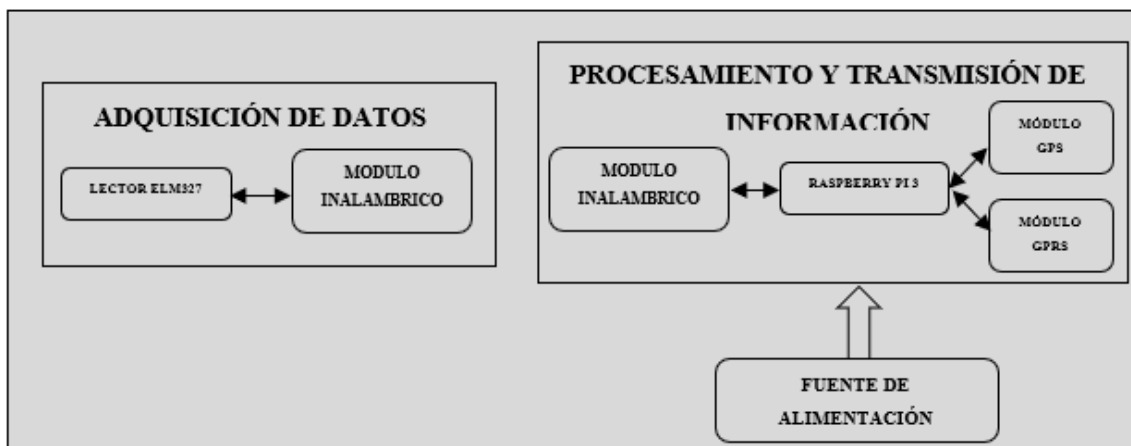 ADQUISICIÓN DE DATOS
LECTOR ELM327
MODULO
INALAMBRICO
PROCESAMIENTO Y TRANSMISIÓN DE
INFORMACIÓN
MODULO
INALAMBRICO
RASPBERRY PI 3
MÓDULO
GPS
MÓDULO
GPRS
FUENTE DE
ALIMENTACIÓN